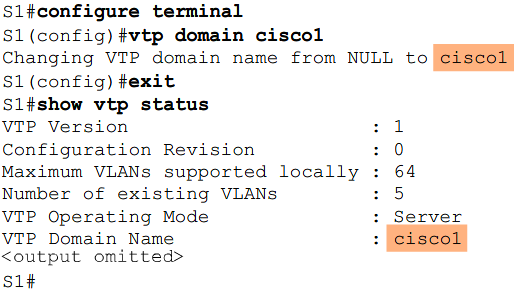 S1#configure terminal
S1(config)#vtp domain cisco1
Changing VTP domain name from NULL to cisco1
S1(config)#exit
S1#show vtp status
VTP Version : 1
Configuration Revision : 0
Maximum VLANs supported locally : 64
Number of existing VLANs : 5
VTP Operating Mode : Server
VTP Domain Name : cisco1
<output omitted>
S1#